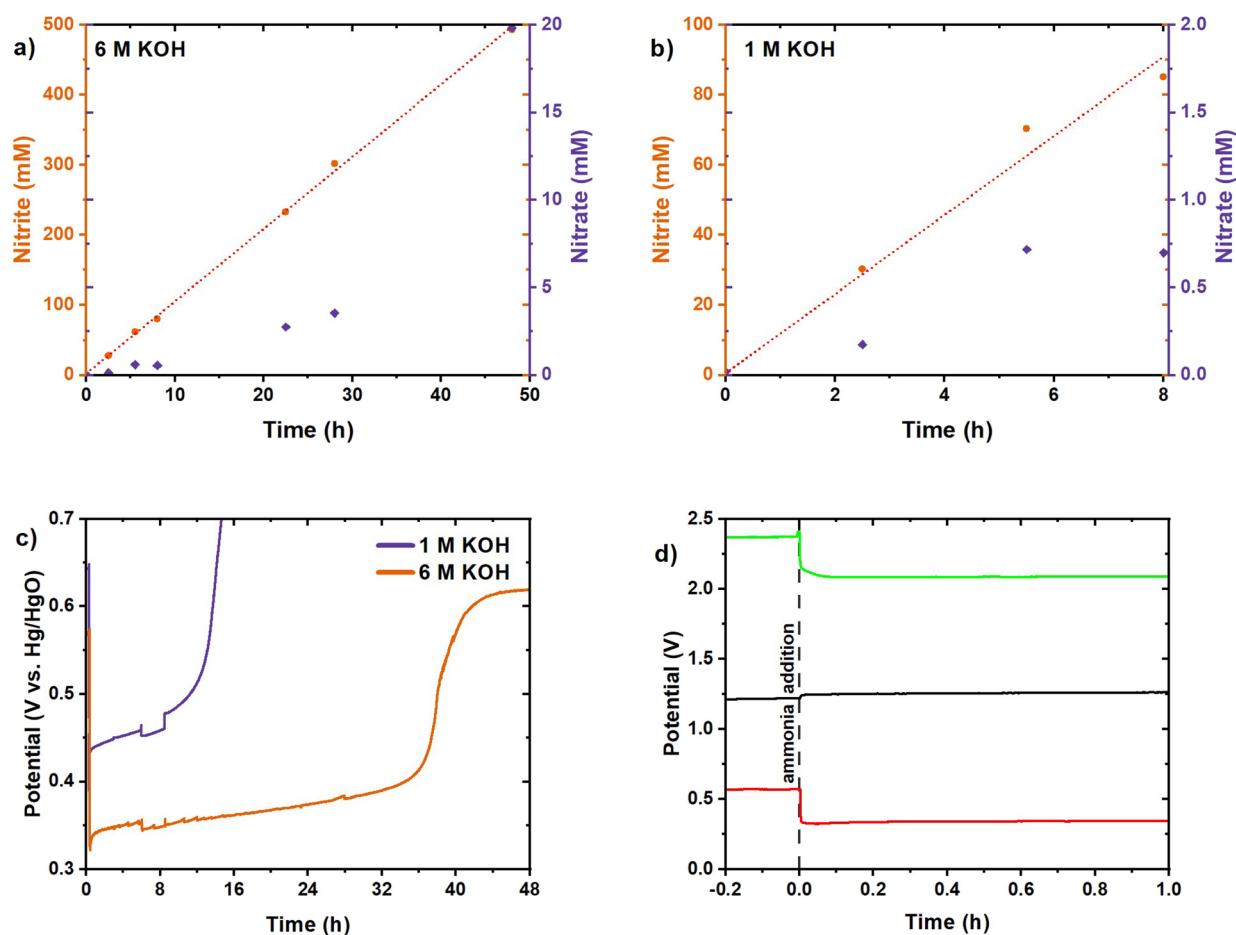 a)
6 M KOH
500
400
300
200
100
0
Nitrite (mM)
20
15
10
5
0
Nitrate (mM)
0 10 20 30 40 50
Time (h)
b)
1 M KOH
100
80
60
40
20
0
Nitrite (mM)
2.0
1.5
1.0
0.5
0.0
Nitrate (mM)
0 2 4 6 8
Time (h)
c)
1 M KOH
6 M KOH
0.7
0.6
0.5
0.4
0.3
Potential (V vs. Hg/HgO)
0 8 16 24 32 40 48
Time (h)
d)
2.5
2.0
1.5
1.0
0.5
0.0
Potential (V)
ammonia addition
-0.2 0.0 0.2 0.4 0.6 0.8 1.0
Time (h)